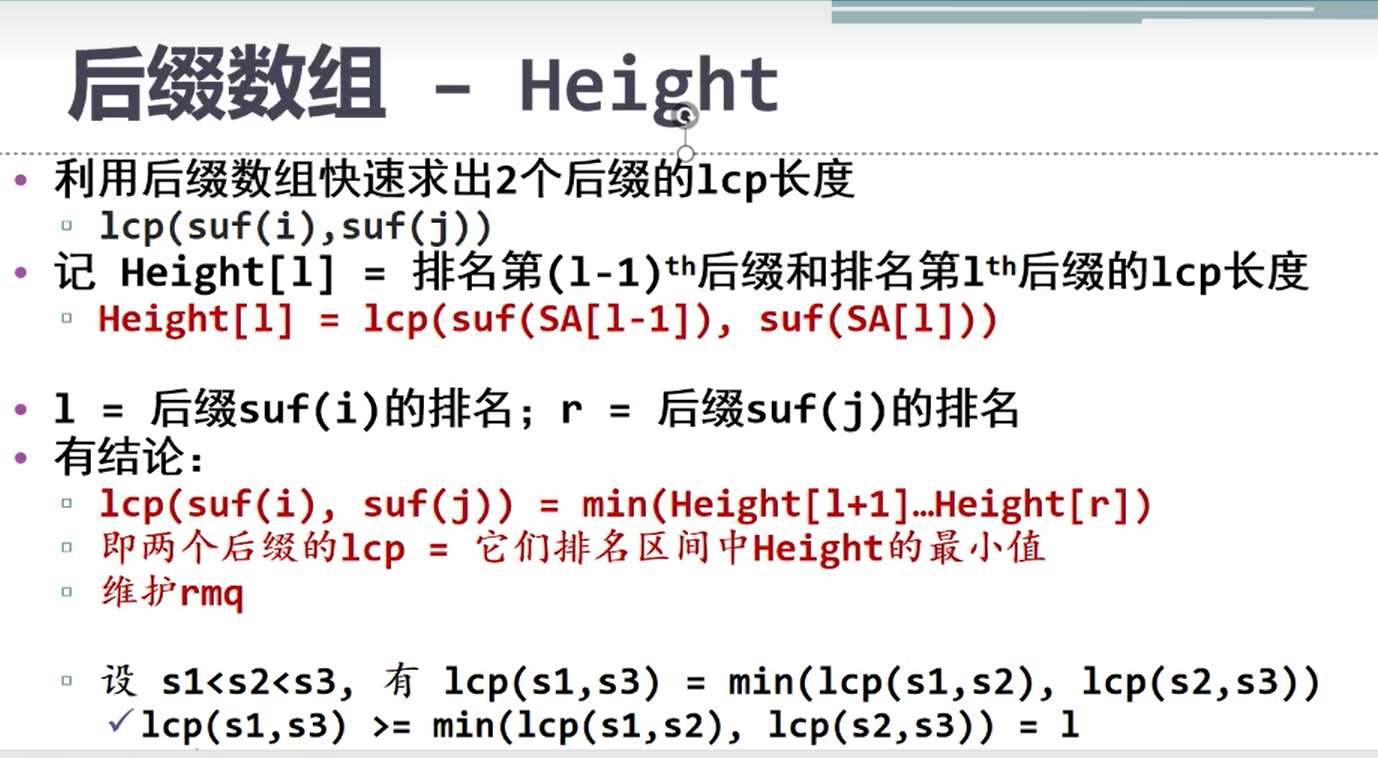 后缀数组 – Height
利用后缀数组快速求出2个后缀的lcp长度
lcp(suf(i),suf(j))
记 Height[l] = 排名第(l-1)th后缀和排名第lth后缀的lcp长度
Height[l] = lcp(suf(SA[l-1]), suf(SA[l]))
l = 后缀suf(i)的排名；r = 后缀suf(j)的排名
有结论：
lcp(suf(i), suf(j)) = min(Height[l+1]…Height[r])
即两个后缀的lcp = 它们排名区间中Height的最小值
维护rmq
设 s1<s2<s3, 有 lcp(s1,s3) = min(lcp(s1,s2), lcp(s2,s3))
✓lcp(s1,s3) >= min(lcp(s1,s2), lcp(s2,s3)) = l